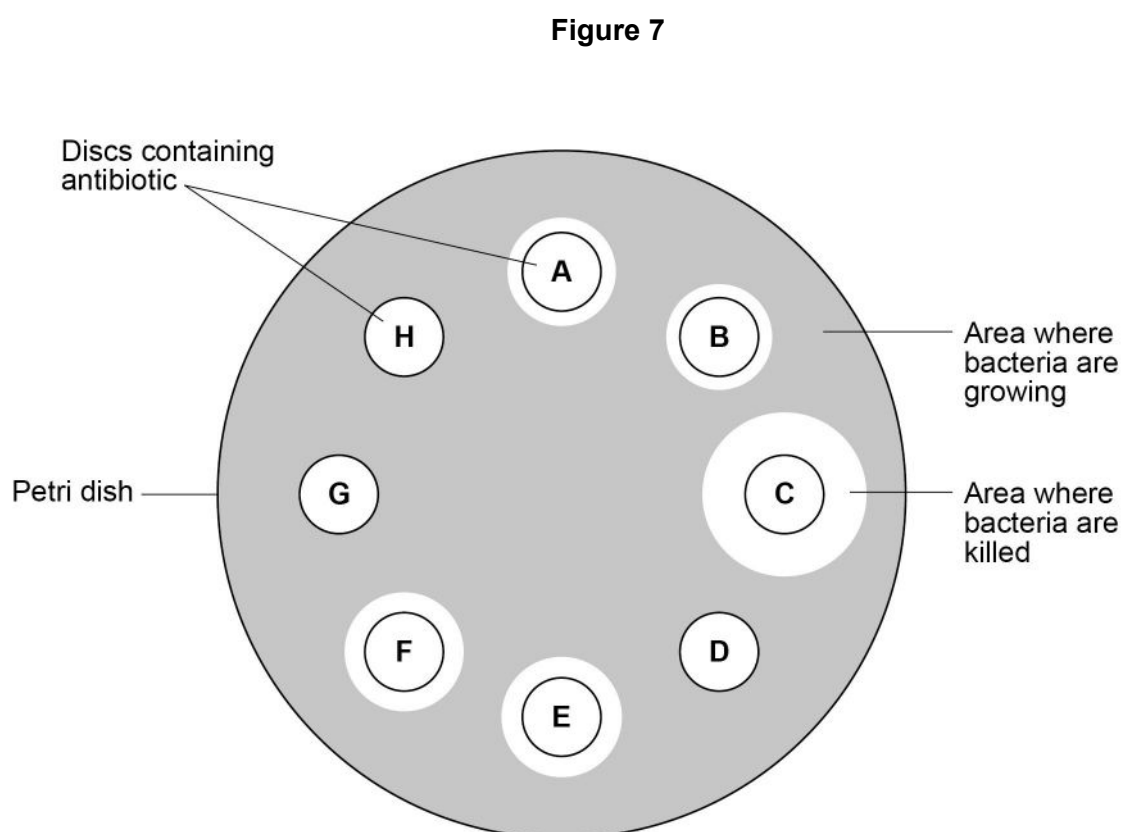 Figure 7
Discs containing
antibiotic
A
H
B
Area where
bacteria are
growing
Petri dish
G
C
Area where
bacteria are
killed
F
D
E